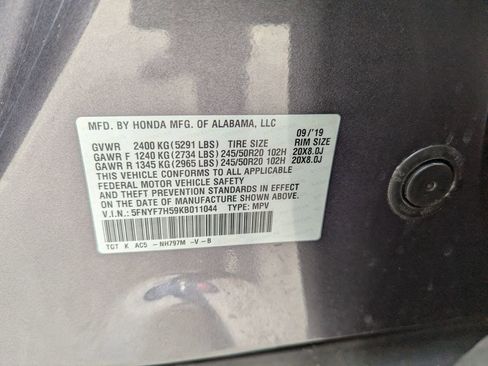 MFD. BY HONDA MFG. OF ALABAMA, LLC 09/'19
GVWR 2400 KG(5291 LBS) TIRE SIZE RIM SIZE
GAWR F 1240 KG(2734 LBS) 245/50R20 102H 20X8.0J
GAWR R 1345 KG(2965 LBS) 245/50R20 102H 20X8.0J
THIS VEHICLE CONFORMS TO ALL APPLICABLE
FEDERAL MOTOR VEHICLE SAFETY
AND THEFT PREVENTION STANDARDS IN EFFECT
ON THE DATE OF MANUFACTURE SHOWN ABOVE.
V.I.N.: 5FNYF7H59KB011044 TYPE: MPV
TGT K AC5 -NH797M -V -B